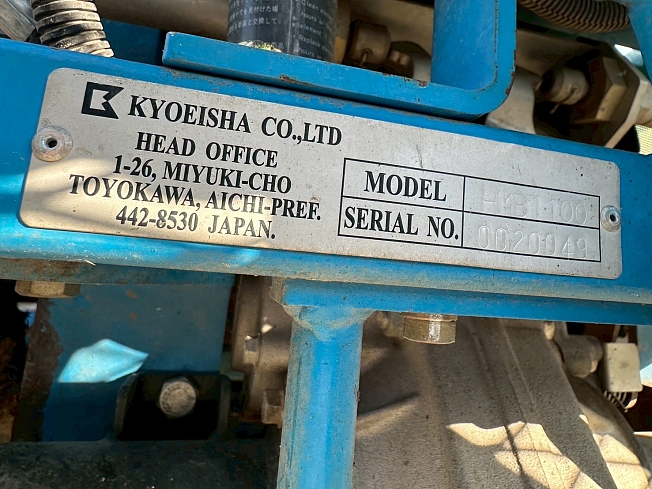 KYOEISHA CO.,LTD
HEAD OFFICE
1-26, MIYUKI-CHO
TOYOKAWA, AICHI-PREF.
442-8530 JAPAN.
MODEL
SERIAL NO. 0020049